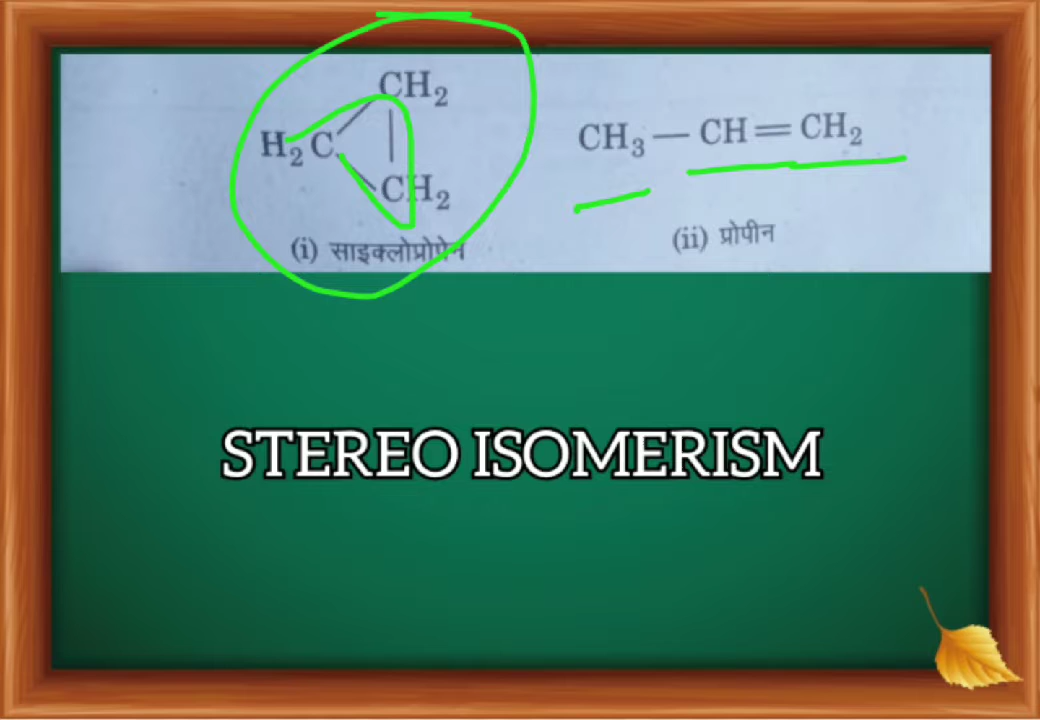 CH₂
H₂C
CH₂
(i) साइक्लोप्रोपेन
CH₃ — CH = CH₂
(ii) प्रोपीन
STEREO ISOMERISM